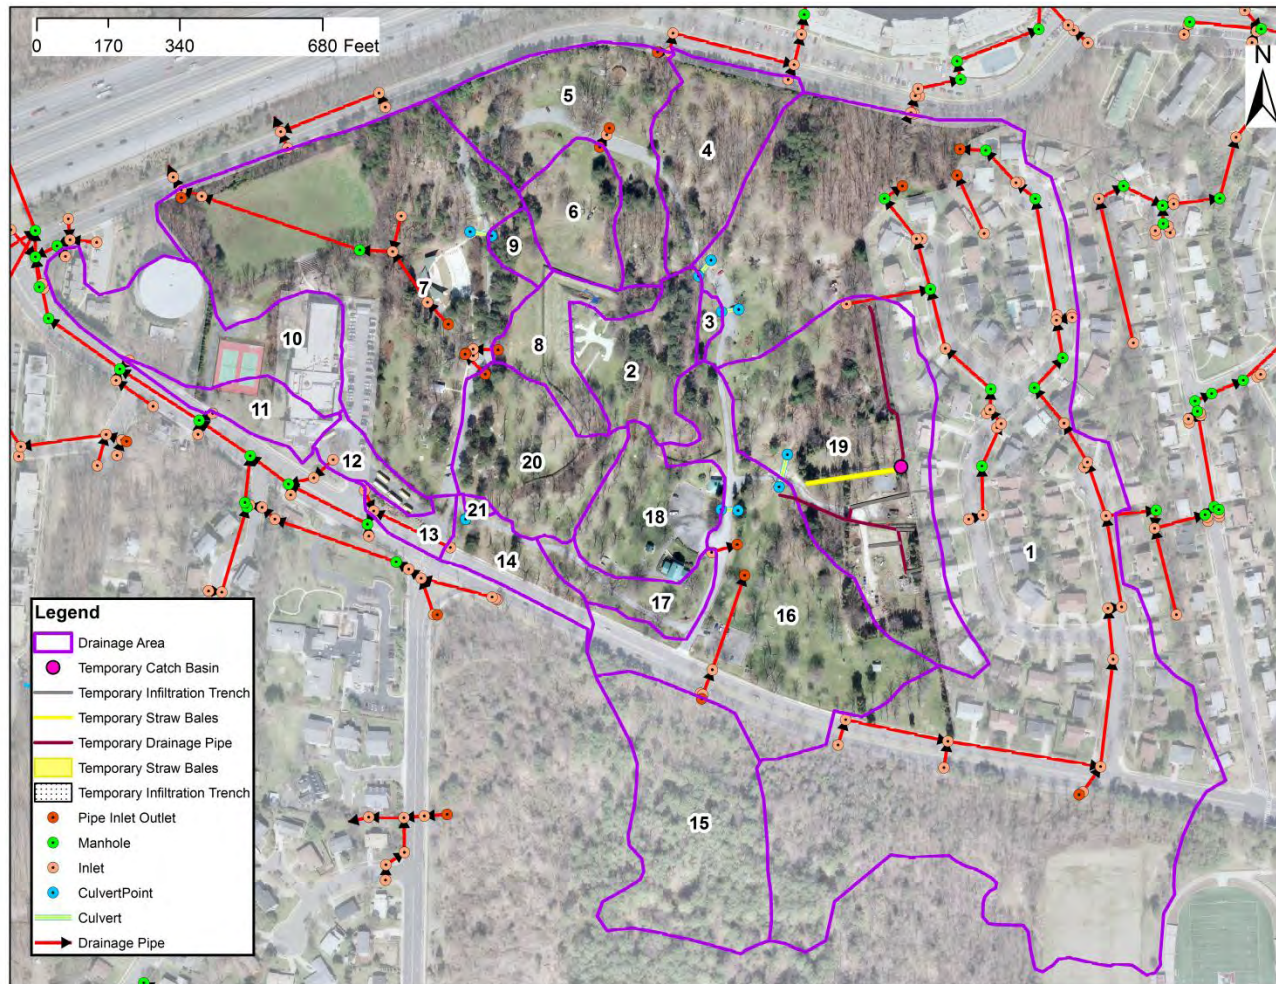 0 170 340 680 Feet
N
5
4
6
9
7
3
10
8
2
11
19
12
20
21
18
13
14
1
17
16
15
Legend
Drainage Area
Temporary Catch Basin
Temporary Infiltration Trench
Temporary Straw Bales
Temporary Drainage Pipe
Temporary Straw Bales
Temporary Infiltration Trench
Pipe Inlet Outlet
Manhole
Inlet
CulvertPoint
Culvert
Drainage Pipe